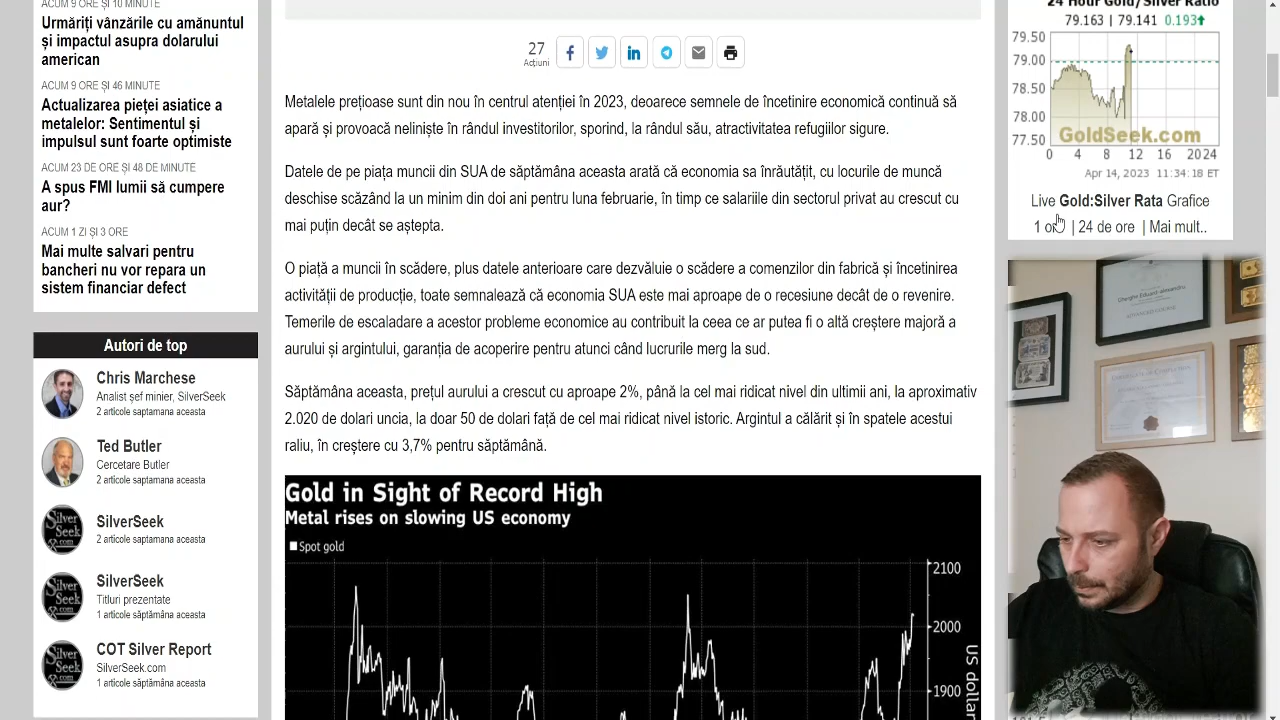 ACUM 9 ORE ȘI 10 MINUTE
Urmăriți vânzările cu amănuntul
și impactul asupra dolarului
american
ACUM 9 ORE ȘI 46 MINUTE
Actualizarea pieței asiatice a
metalelor: Sentimentul și
impulsul sunt foarte optimiste
ACUM 23 DE ORE ȘI 48 DE MINUTE
A spus FMI lumii să cumpere
aur?
ACUM 1 ZI ȘI 3 ORE
Mai multe salvari pentru
bancheri nu vor repara un
sistem financiar defect
Autori de top
Chris Marchese
Analist șef minier, SilverSeek
2 articole saptamana aceasta
Ted Butler
Cercetare Butler
2 articole saptamana aceasta
SilverSeek
2 articole saptamana aceasta
SilverSeek
Titluri prezentate
1 articole săptămâna aceasta
COT Silver Report
SilverSeek.com
1 articole săptămâna aceasta
Silver
Seek
.com
Silver
Seek
.com
Silver
Seek
.com
27
Acțiuni
Metalele prețioase sunt din nou în centrul atenției în 2023, deoarece semnele de încetinire economică continuă să
apară și provoacă neliniște în rândul investitorilor, sporind, la rândul său, atractivitatea refugiilor sigure.
Datele de pe piața muncii din SUA de săptămâna aceasta arată că economia sa înrăutățit, cu locurile de muncă
deschise scăzând la un minim din doi ani pentru luna februarie, în timp ce salariile din sectorul privat au crescut cu
mai puțin decât se aștepta.
O piață a muncii în scădere, plus datele anterioare care dezvăluie o scădere a comenzilor din fabrică și încetinirea
activității de producție, toate semnalează că economia SUA este mai aproape de o recesiune decât de o revenire.
Temerile de escaladare a acestor probleme economice au contribuit la ceea ce ar putea fi o altă creștere majoră a
aurului și argintului, garanția de acoperire pentru atunci când lucrurile merg la sud.
Săptămâna aceasta, prețul aurului a crescut cu aproape 2%, până la cel mai ridicat nivel din ultimii ani, la aproximativ
2.020 de dolari uncia, la doar 50 de dolari față de cel mai ridicat nivel istoric. Argintul a călărit și în spatele acestui
raliu, în creștere cu 3,7% pentru săptămână.
Gold in Sight of Record High
Metal rises on slowing US economy
Spot gold
2100
2000
1900
US dollar
24 Hour Gold/Silver Ratio
79.163 | 79.141 0.193
79.50
79.00
78.50
78.00
77.50
GoldSeek.com
0 4 8 12 16 2024
Apr 14, 2023 11:34:18 ET
Live Gold:Silver Rata Grafice
1 oră | 24 de ore | Mai mult..